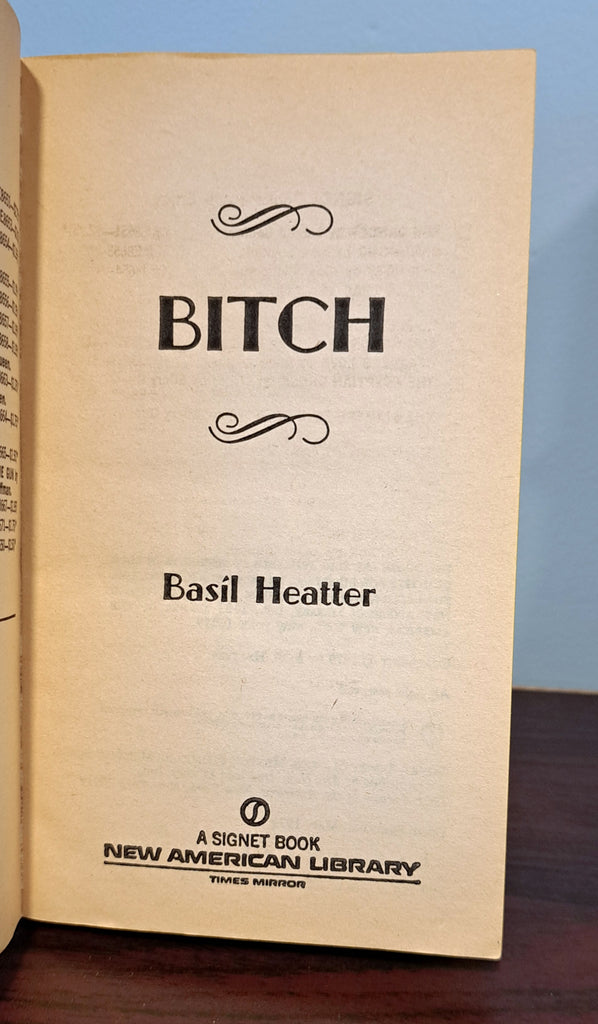 BITCH
Basil Heatter
A SIGNET BOOK
NEW AMERICAN LIBRARY
TIMES MIRROR